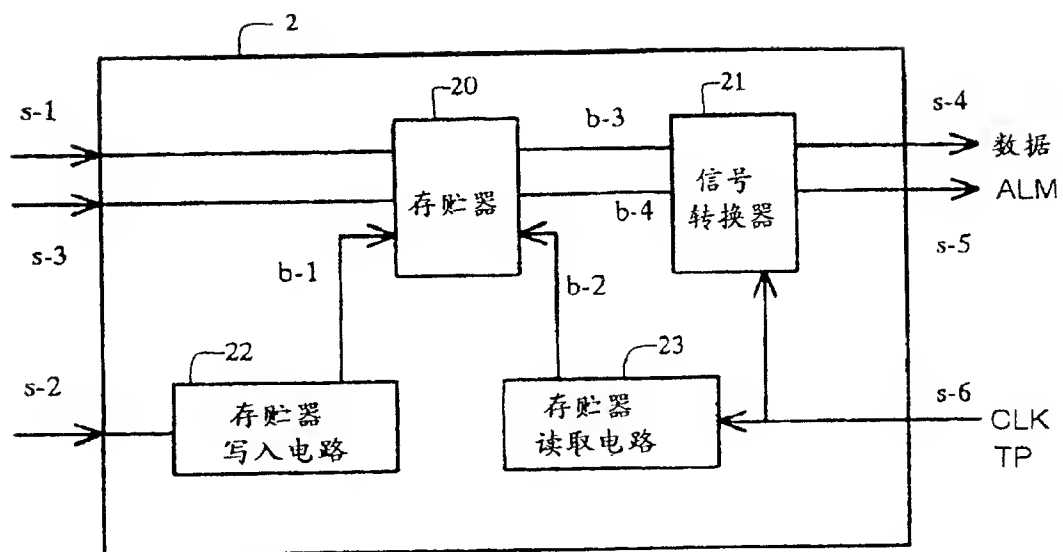 2
20
21
s-1
b-3
s-4
数据
存贮器
信号
转换器
ALM
b-4
s-3
s-5
b-1
b-2
22
23
s-2
存贮器
写入电路
存贮器
读取电路
s-6
CLK
TP